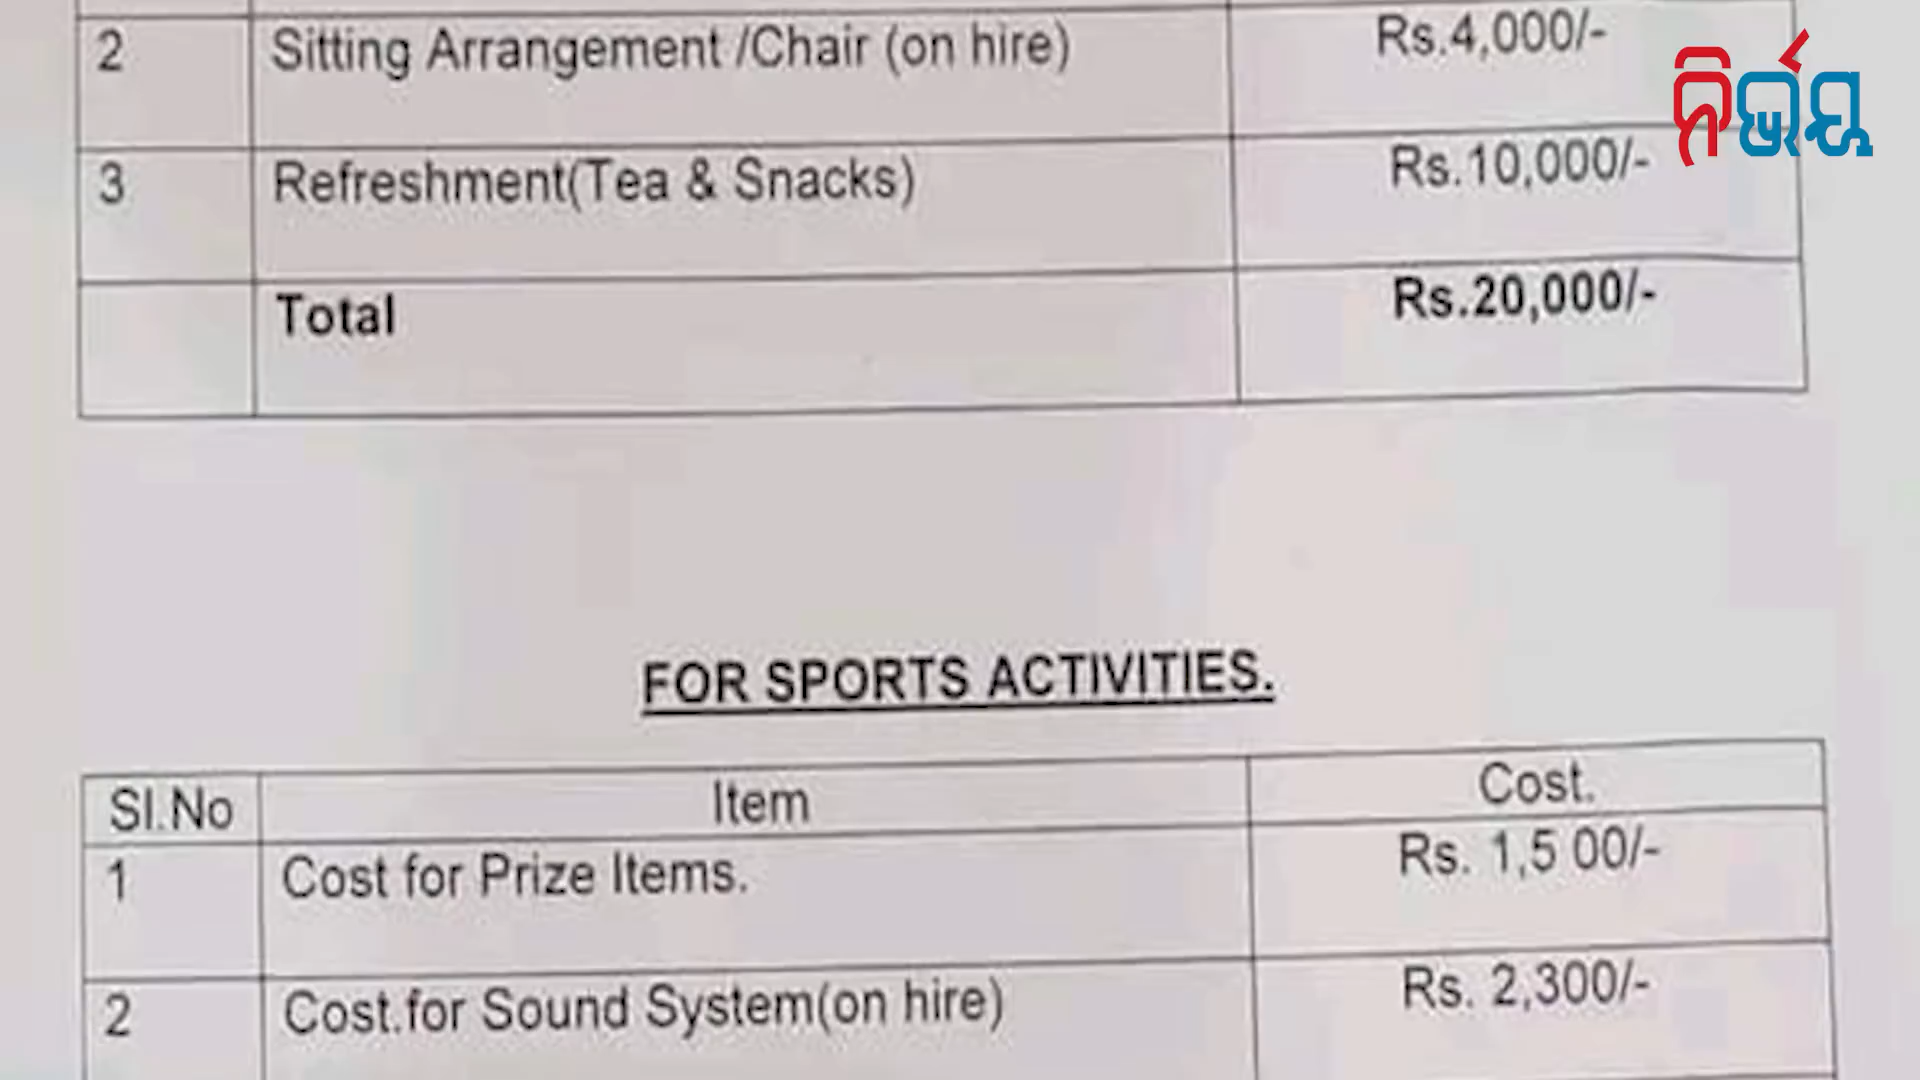 2 Sitting Arrangement /Chair (on hire) Rs.4,000/-
ନିର୍ଭୟ
3 Refreshment(Tea & Snacks) Rs.10,000/-
Total Rs.20,000/-
FOR SPORTS ACTIVITIES.
Sl.No Item Cost.
1 Cost for Prize Items. Rs. 1,5 00/-
2 Cost.for Sound System(on hire) Rs. 2,300/-